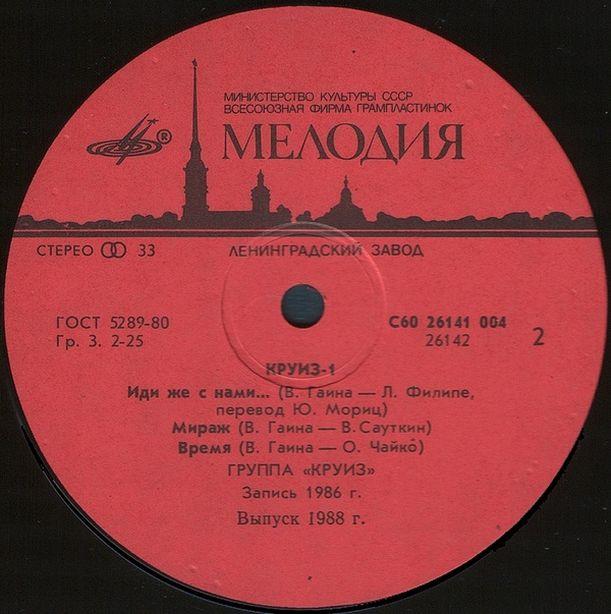 МИНИСТЕРСТВО КУЛЬТУРЫ СССР
ВСЕСОЮЗНАЯ ФИРМА ГРАМПЛАСТИНОК
® МЕЛОДИЯ
СТЕРЕО 33 ЛЕНИНГРАДСКИЙ ЗАВОД
ГОСТ 5289-80 С60 26141 004
Гр. 3. 2-25 26142 2
КРУИЗ-1
Иди же с нами... (В. Гаина — Л. Филипе,
перевод Ю. Мориц)
Мираж (В. Гаина — В. Сауткин)
Время (В. Гаина — О. Чайко)
ГРУППА «КРУИЗ»
Запись 1986 г.
Выпуск 1988 г.